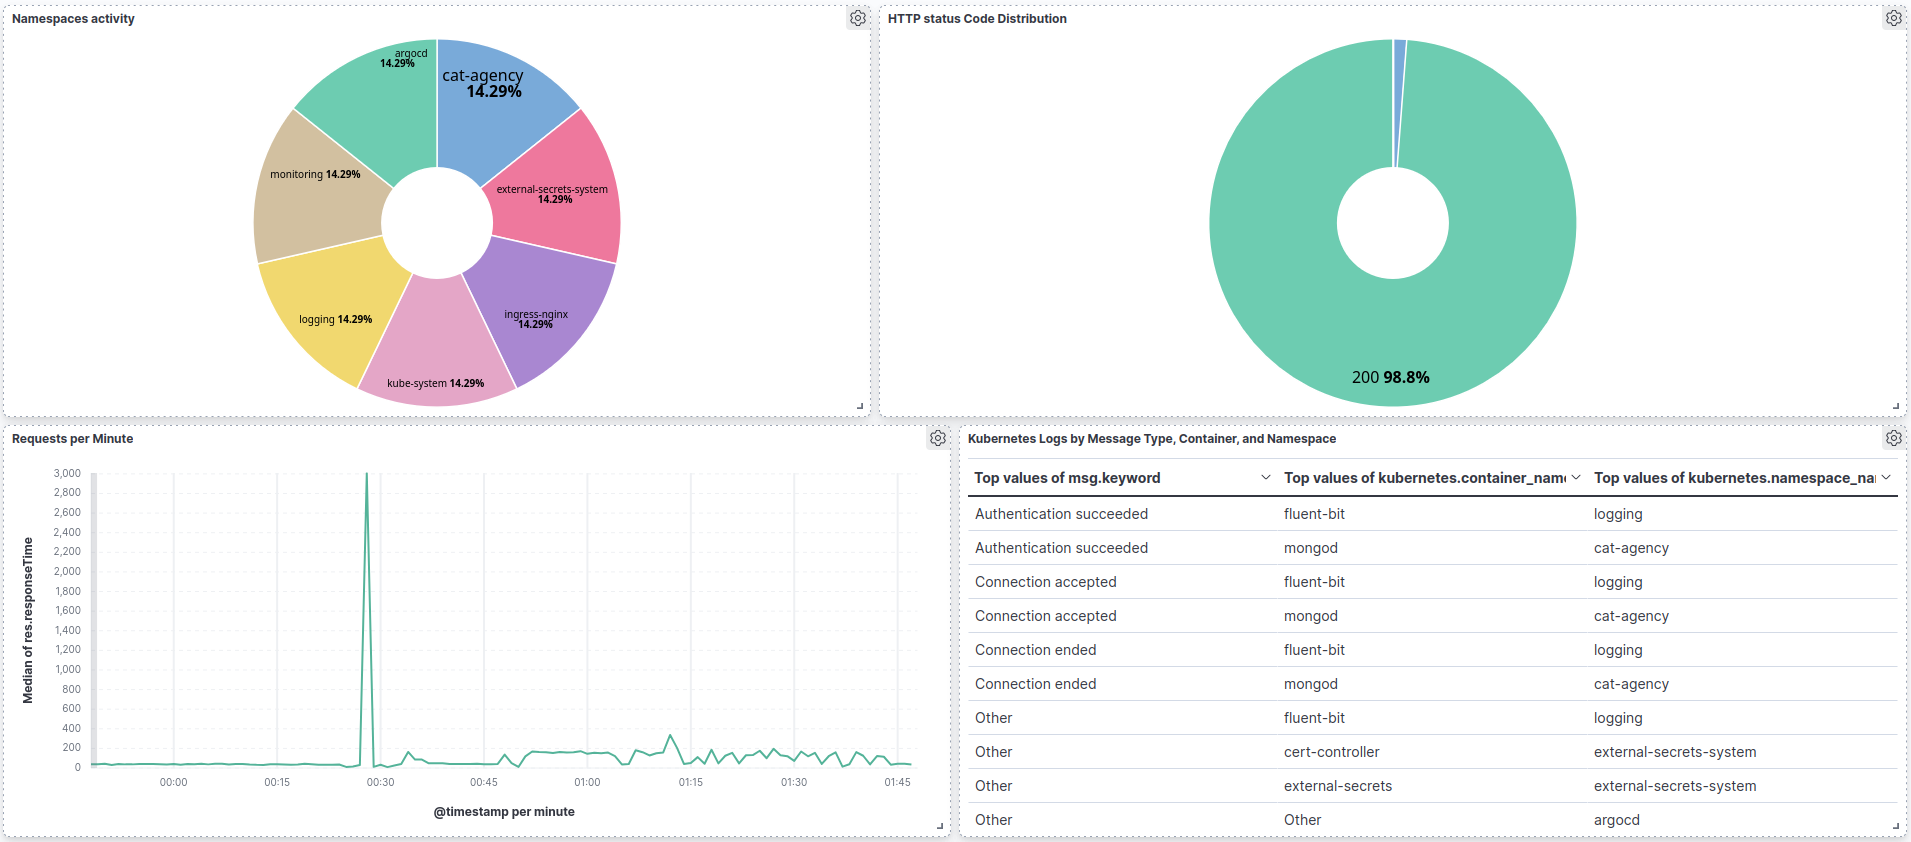 Namespaces activity
argocd
14.29%
cat-agency
14.29%
monitoring 14.29%
external-secrets-system
14.29%
logging 14.29%
ingress-nginx
14.29%
kube-system 14.29%
HTTP status Code Distribution
200 98.8%
Requests per Minute
Median of res.responseTime
3,000
2,800
2,600
2,400
2,200
2,000
1,800
1,600
1,400
1,200
1,000
800
600
400
200
0
00:00 00:15 00:30 00:45 01:00 01:15 01:30 01:45
@timestamp per minute
Kubernetes Logs by Message Type, Container, and Namespace
Top values of msg.keyword Top values of kubernetes.container_name Top values of kubernetes.namespace_na
Authentication succeeded fluent-bit logging
Authentication succeeded mongod cat-agency
Connection accepted fluent-bit logging
Connection accepted mongod cat-agency
Connection ended fluent-bit logging
Connection ended mongod cat-agency
Other fluent-bit logging
Other cert-controller external-secrets-system
Other external-secrets external-secrets-system
Other Other argocd